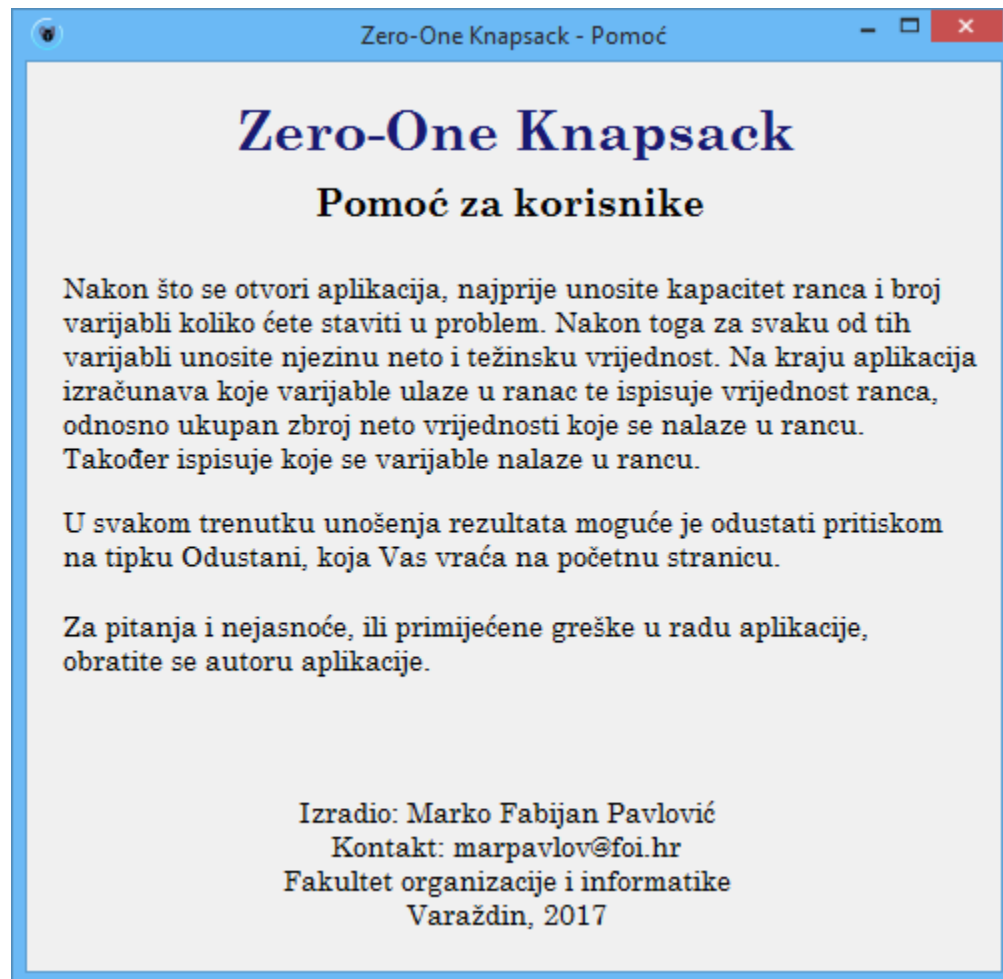 Zero-One Knapsack - Pomoć
Zero-One Knapsack
Pomoć za korisnike
Nakon što se otvori aplikacija, najprije unosite kapacitet ranca i broj
varijabli koliko ćete staviti u problem. Nakon toga za svaku od tih
varijabli unosite njezinu neto i težinsku vrijednost. Na kraju aplikacija
izračunava koje varijable ulaze u ranac te ispisuje vrijednost ranca,
odnosno ukupan zbroj neto vrijednosti koje se nalaze u rancu.
Također ispisuje koje se varijable nalaze u rancu.
U svakom trenutku unošenja rezultata moguće je odustati pritiskom
na tipku Odustani, koja Vas vraća na početnu stranicu.
Za pitanja i nejasnoće, ili primijećene greške u radu aplikacije,
obratite se autoru aplikacije.
Izradio: Marko Fabijan Pavlović
Kontakt: marpavlov@foi.hr
Fakultet organizacije i informatike
Varaždin, 2017